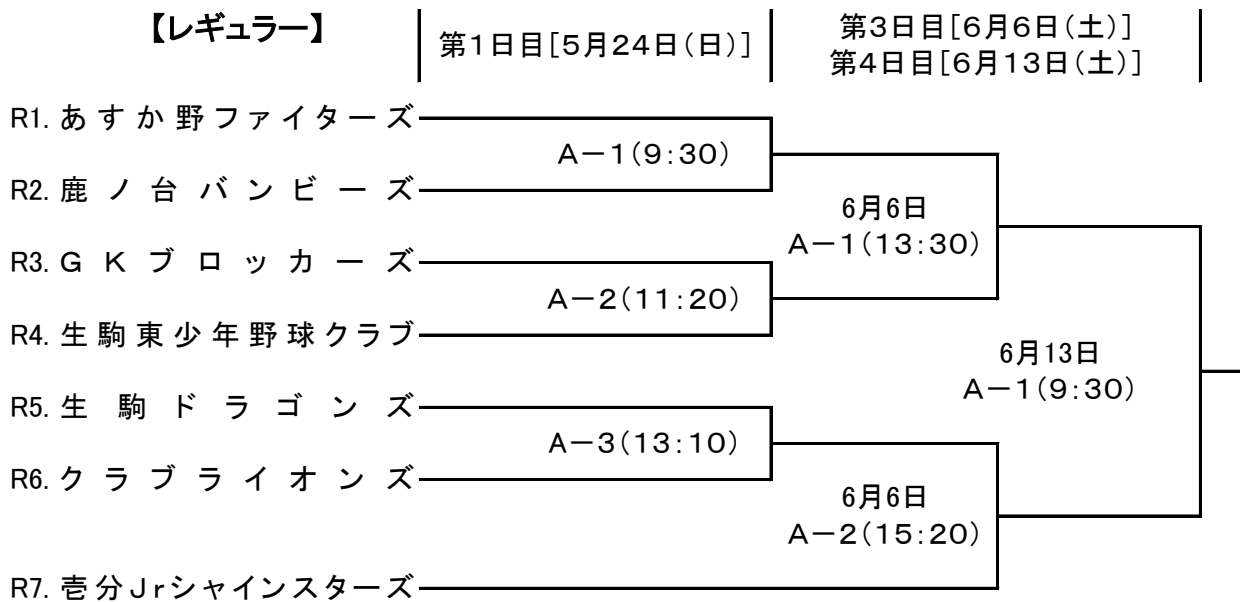 【レギュラー】
第1日目[5月24日(日)]
第3日目[6月6日(土)]
第4日目[6月13日(土)]
R1. あすか野ファイターズ
A-1(9:30)
R2. 鹿ノ台バンビーズ
6月6日
A-1(13:30)
R3. GKブロッカーズ
A-2(11:20)
R4. 生駒東少年野球クラブ
6月13日
A-1(9:30)
R5. 生駒ドラゴンズ
A-3(13:10)
R6. クラブライオンズ
6月6日
A-2(15:20)
R7. 壱分Jrシャインスターズ